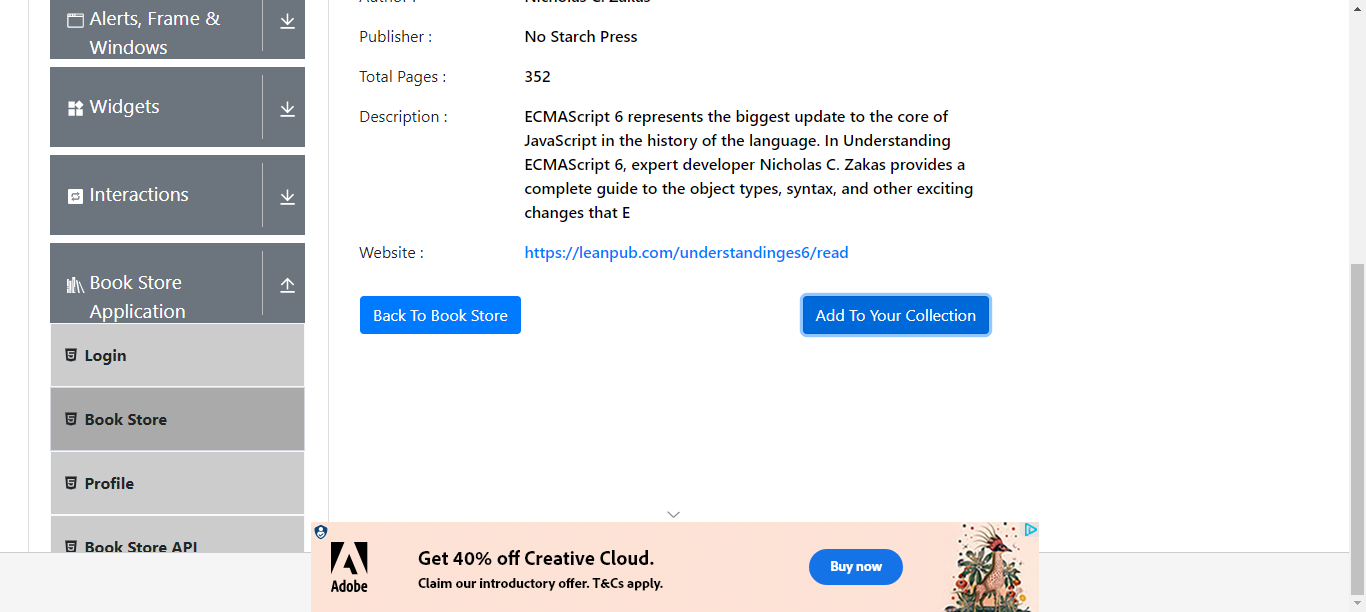 Alerts, Frame &
Windows
Widgets
Interactions
Book Store
Application
Login
Book Store
Profile
Book Store API
Author :
Nicholas C. Zakas
Publisher :
No Starch Press
Total Pages :
352
Description :
ECMAScript 6 represents the biggest update to the core of
JavaScript in the history of the language. In Understanding
ECMAScript 6, expert developer Nicholas C. Zakas provides a
complete guide to the object types, syntax, and other exciting
changes that E
Website :
https://leanpub.com/understandinges6/read
Back To Book Store
Add To Your Collection
Adobe
Get 40% off Creative Cloud.
Claim our introductory offer. T&Cs apply.
Buy now